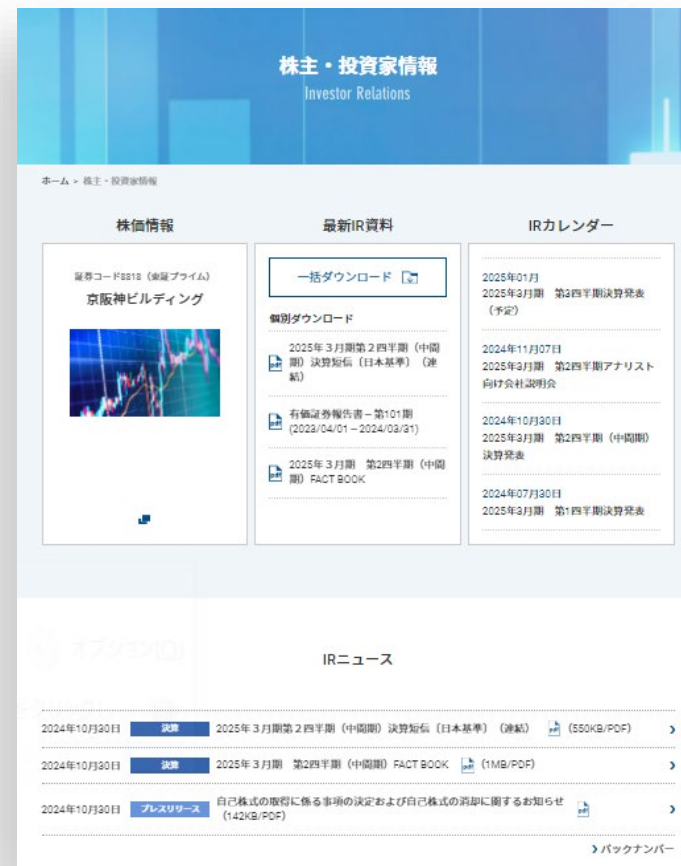 株主・投資家情報
Investor Relations
ホーム > 株主・投資家情報
株価情報
証券コード8818（東証プライム）
京阪神ビルディング
最新IR資料
一括ダウンロード
個別ダウンロード
pdf
2025年３月期第２四半期（中間
期）決算短信〔日本基準〕（連
結）
pdf
有価証券報告書 – 第101期
(2023/04/01 – 2024/03/31)
pdf
2025年３月期　第2四半期（中間
期）FACT BOOK
IRカレンダー
2025年01月
2025年3月期　第3四半期決算発表
（予定）
2024年11月07日
2025年3月期　第2四半期アナリスト
向け会社説明会
2024年10月30日
2025年3月期　第2四半期（中間期）
決算発表
2024年07月30日
2025年3月期　第1四半期決算発表
オプション(O)
IRニュース
2024年10月30日 決算 2025年３月期第２四半期（中間期）決算短信〔日本基準〕（連結） pdf （550KB/PDF）
2024年10月30日 決算 2025年３月期　第2四半期（中間期）FACT BOOK pdf （1MB/PDF）
2024年10月30日 プレスリリース 自己株式の取得に係る事項の決定および自己株式の消却に関するお知らせ pdf
（142KB/PDF）
バックナンバー